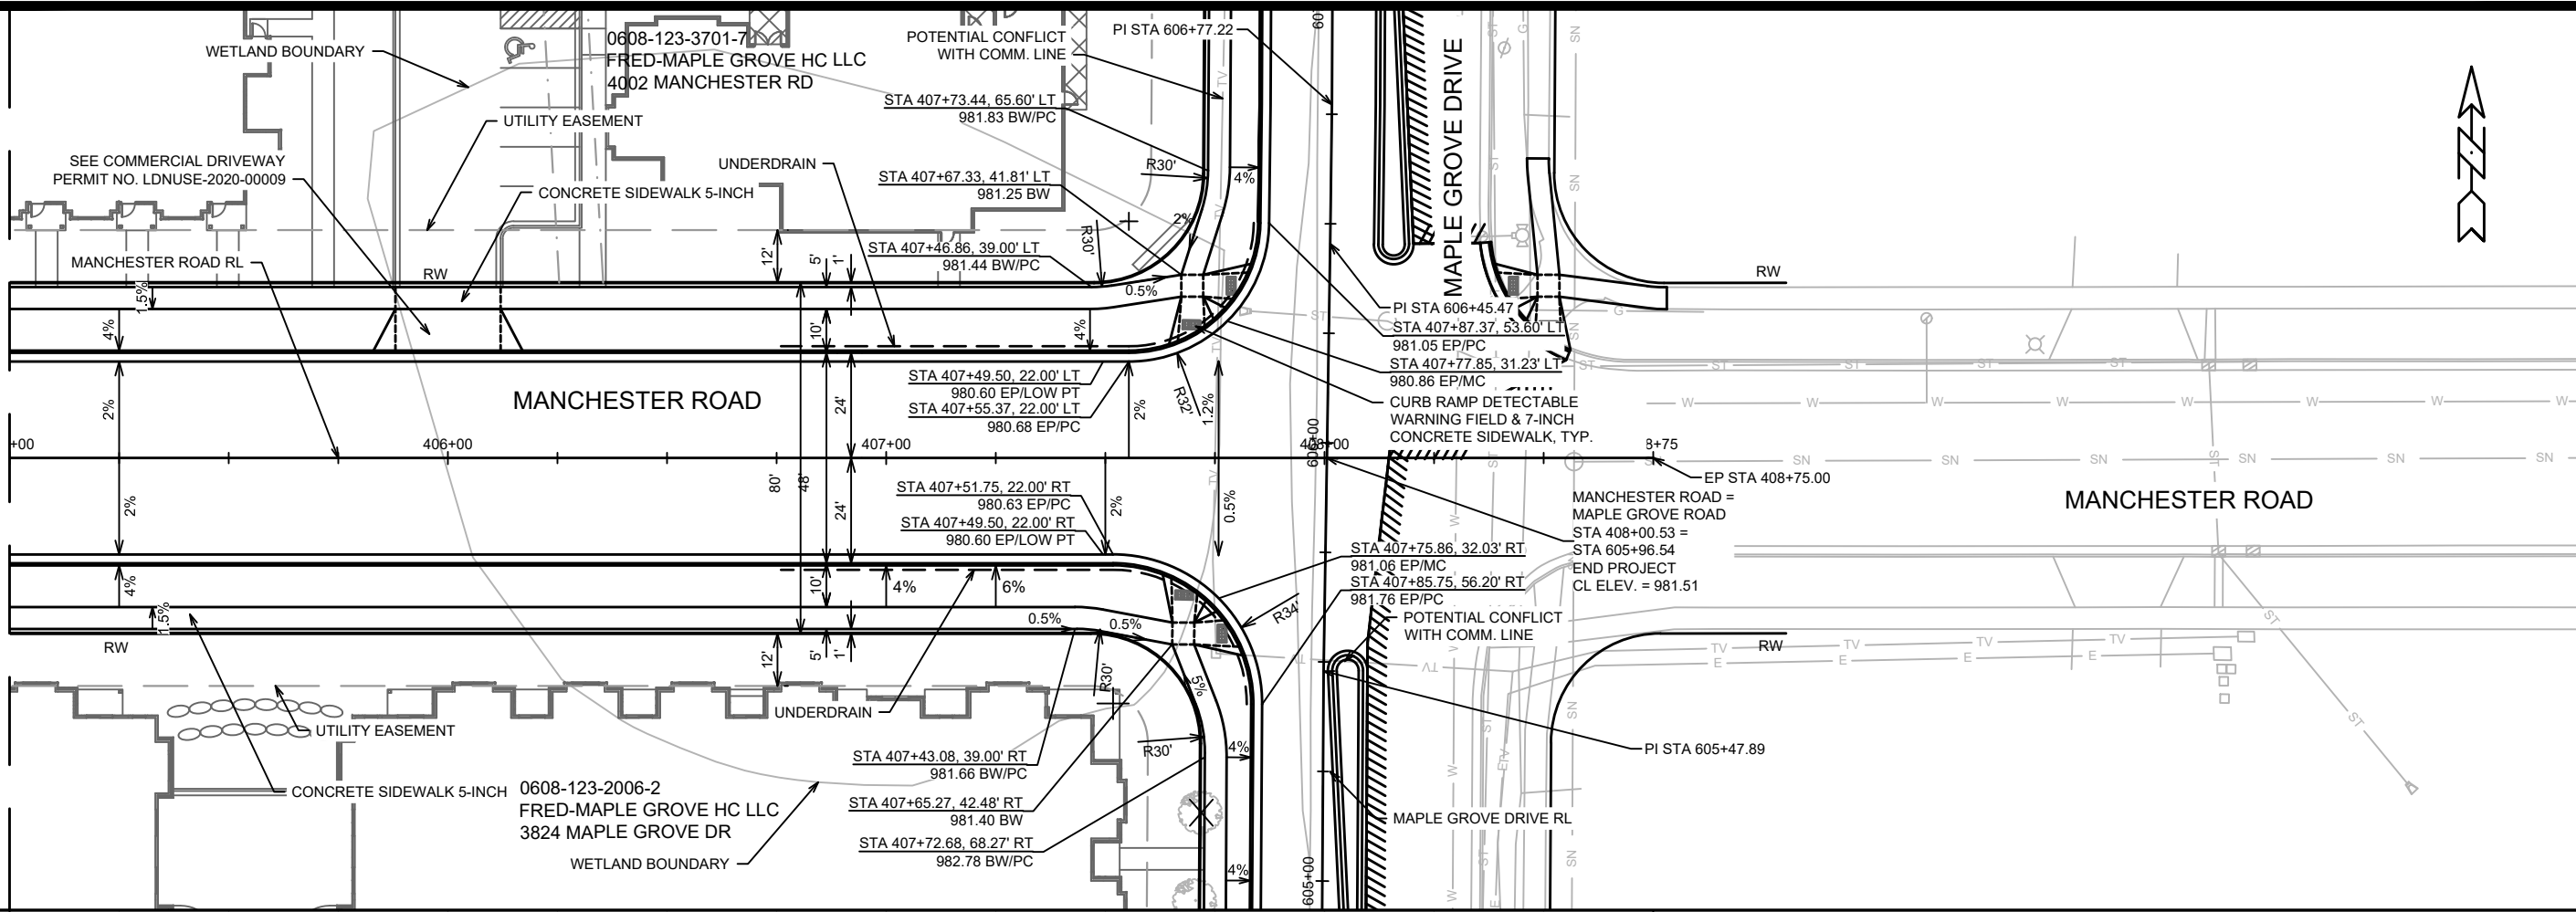 WETLAND BOUNDARY
0608-123-3701-7
FRED-MAPLE GROVE HC LLC
4002 MANCHESTER RD
POTENTIAL CONFLICT
WITH COMM. LINE
PI STA 606+77.22
MAPLE GROVE DRIVE
UTILITY EASEMENT
STA 407+73.44, 65.60' LT
981.83 BW/PC
SEE COMMERCIAL DRIVEWAY
PERMIT NO. LDNUSE-2020-00009
UNDERDRAIN
CONCRETE SIDEWALK 5-INCH
STA 407+67.33, 41.81' LT
981.25 BW
R30'
4%
2%
STA 407+46.86, 39.00' LT
981.44 BW/PC
R30'
MANCHESTER ROAD RL
RW
12'
5'
1'
0.5%
RW
1.5%
4%
10'
4%
PI STA 606+45.47
STA 407+87.37, 53.60' LT
981.05 EP/PC
STA 407+77.85, 31.23' LT
980.86 EP/MC
CURB RAMP DETECTABLE
WARNING FIELD & 7-INCH
CONCRETE SIDEWALK, TYP.
STA 407+49.50, 22.00' LT
980.60 EP/LOW PT
STA 407+55.37, 22.00' LT
980.68 EP/PC
R32'
1.2%
2%
MANCHESTER ROAD
2%
24'
+00
406+00
407+00
408+00
606+00
8+75
EP STA 408+75.00
80'
48'
24'
2%
STA 407+51.75, 22.00' RT
980.63 EP/PC
STA 407+49.50, 22.00' RT
980.60 EP/LOW PT
2%
0.5%
MANCHESTER ROAD =
MAPLE GROVE ROAD
STA 408+00.53 =
STA 605+96.54
END PROJECT
CL ELEV. = 981.51
MANCHESTER ROAD
STA 407+75.86, 32.03' RT
981.06 EP/MC
STA 407+85.75, 56.20' RT
981.76 EP/PC
POTENTIAL CONFLICT
WITH COMM. LINE
4%
10'
4%
6%
R34'
1.5%
0.5%
0.5%
RW
12'
5'
1'
R30'
5%
RW
UNDERDRAIN
UTILITY EASEMENT
R30'
4%
PI STA 605+47.89
STA 407+43.08, 39.00' RT
981.66 BW/PC
CONCRETE SIDEWALK 5-INCH
0608-123-2006-2
FRED-MAPLE GROVE HC LLC
3824 MAPLE GROVE DR
STA 407+65.27, 42.48' RT
981.40 BW
MAPLE GROVE DRIVE RL
STA 407+72.68, 68.27' RT
982.78 BW/PC
WETLAND BOUNDARY
4%
605+00